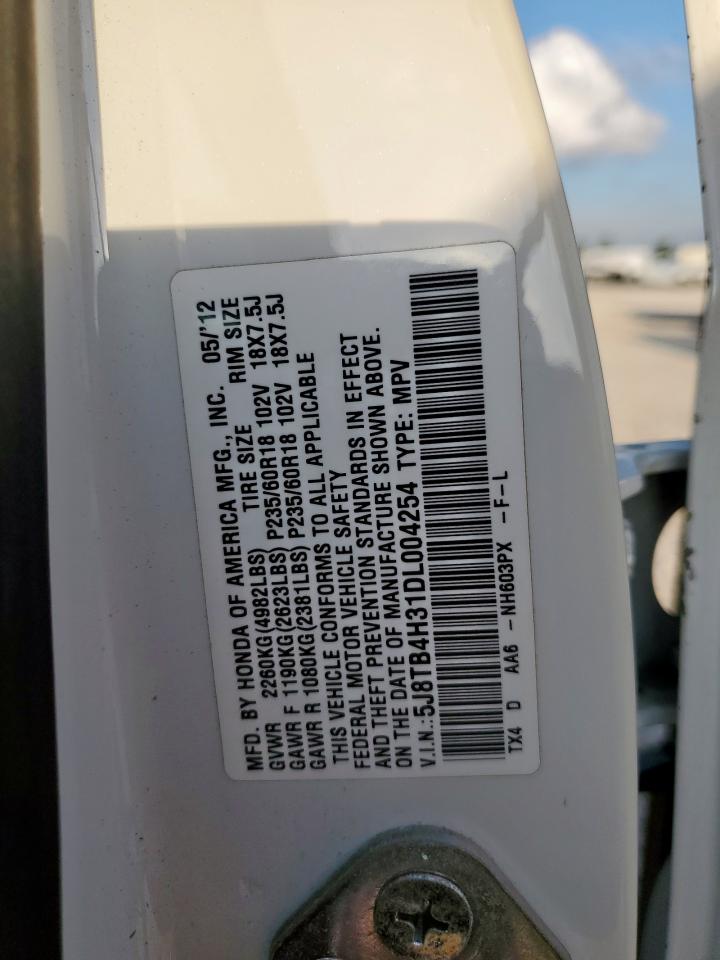 MFD. BY HONDA OF AMERICA MFG., INC. 05/'12
TIRE SIZE RIM SIZE
GVWR 2260KG(4982LBS)
GAWR F 1190KG(2623LBS) P235/60R18 102V 18X7.5J
GAWR R 1080KG(2381LBS) P235/60R18 102V 18X7.5J
THIS VEHICLE CONFORMS TO ALL APPLICABLE
FEDERAL MOTOR VEHICLE SAFETY
AND THEFT PREVENTION STANDARDS IN EFFECT
ON THE DATE OF MANUFACTURE SHOWN ABOVE.
V.I.N.: 5J8TB4H31DL004254 TYPE: MPV
TX4 D AA6 - NH603PX - F-L